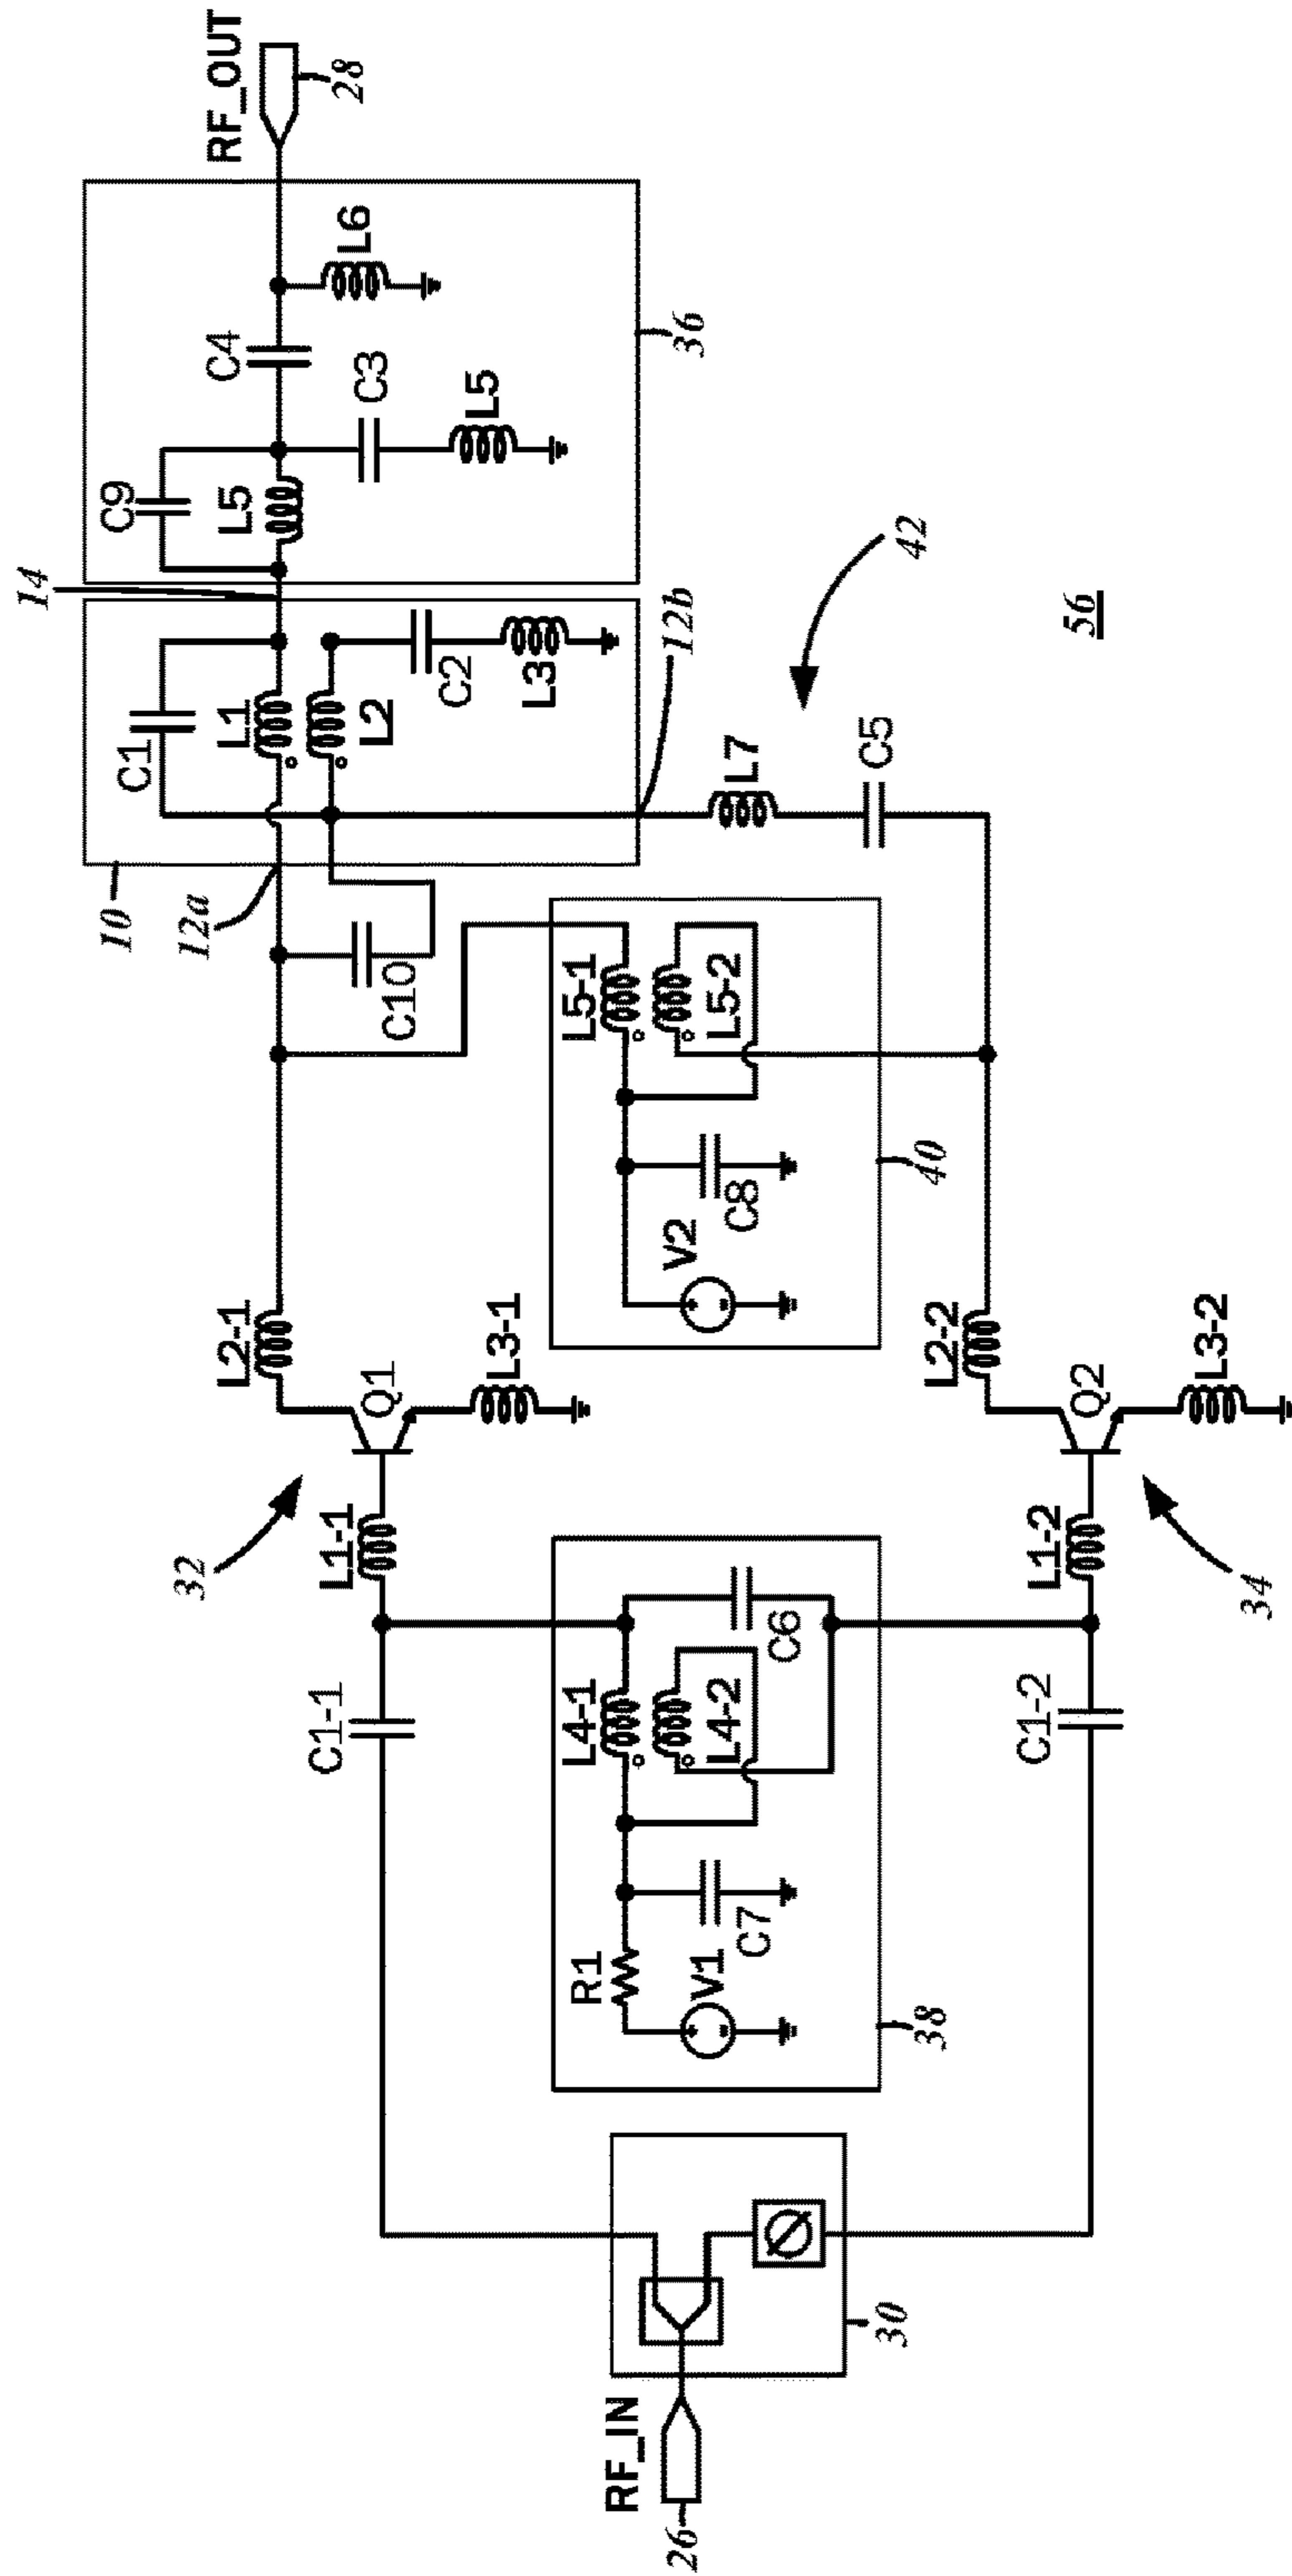 RF_IN
26
30
C1-1
C1-2
R1
V1
C7
L4-1
L4-2
C6
38
32
L1-1
Q1
L2-1
L3-1
34
L1-2
Q2
L2-2
L3-2
V2
C8
L5-1
L5-2
40
C10
10
12a
C1
L1
L2
C2
L3
12b
14
L7
C5
42
C9
L5
C3
L5
C4
L6
36
RF_OUT
28
56